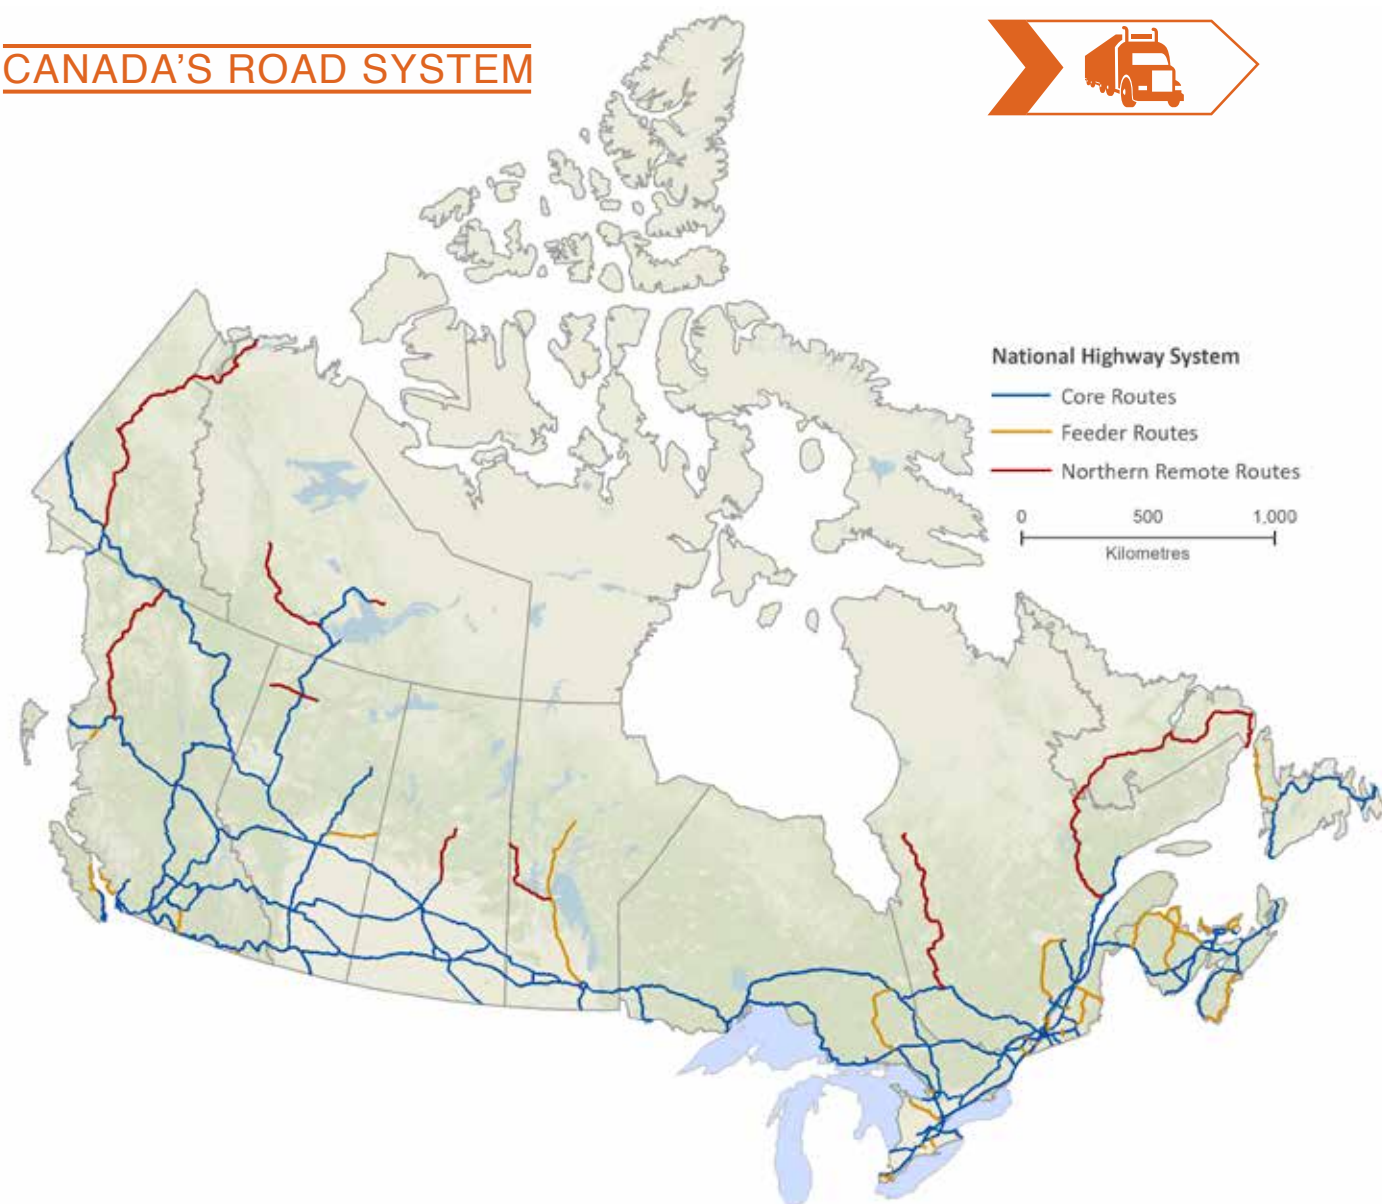 CANADA'S ROAD SYSTEM
National Highway System
Core Routes
Feeder Routes
Northern Remote Routes
0 500 1,000
Kilometres